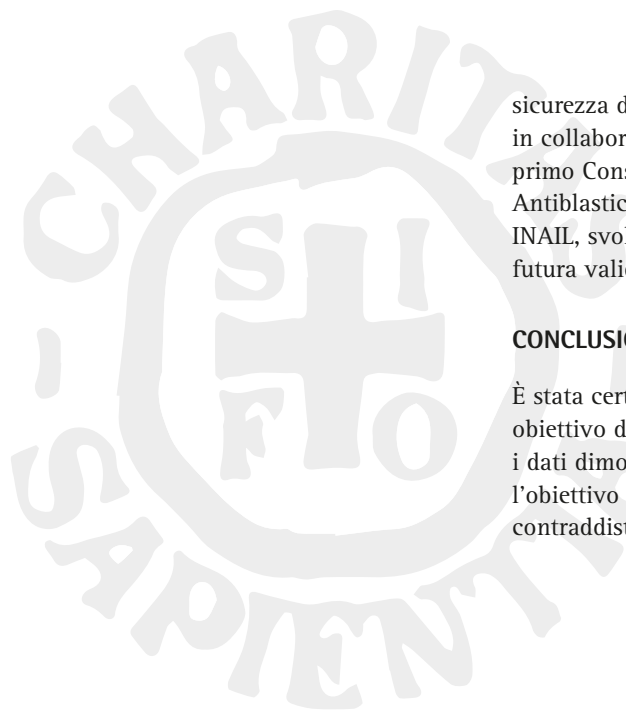 CHARITAS
SAPIENTIA
S I
F O
sicurezza d
in collabor
primo Cons
Antiblastic
INAIL, svol
futura vali
CONCLUSIO
È stata cert
obiettivo d
i dati dimo
l’obiettivo
contraddist